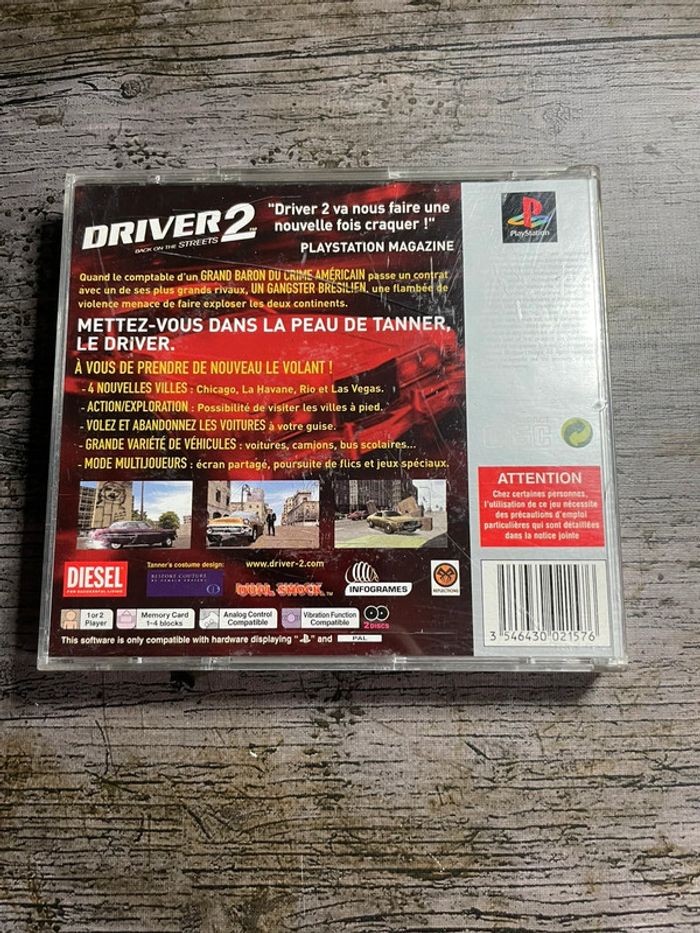 DRIVER 2™
BACK ON THE STREETS
"Driver 2 va nous faire une
nouvelle fois craquer !"
PLAYSTATION MAGAZINE
PlayStation
Quand le comptable d'un GRAND BARON DU CRIME AMÉRICAIN passe un contrat
avec un de ses plus grands rivaux, UN GANGSTER BRÉSILIEN, une flambée de
violence menace de faire exploser les deux continents.
METTEZ-VOUS DANS LA PEAU DE TANNER,
LE DRIVER.
À VOUS DE PRENDRE DE NOUVEAU LE VOLANT !
- 4 NOUVELLES VILLES : Chicago, La Havane, Rio et Las Vegas.
- ACTION/EXPLORATION : Possibilité de visiter les villes à pied.
- VOLEZ ET ABANDONNEZ LES VOITURES à votre guise.
- GRANDE VARIÉTÉ DE VÉHICULES : voitures, camions, bus scolaires...
- MODE MULTIJOUEURS : écran partagé, poursuite de flics et jeux spéciaux.
ATTENTION
Chez certaines personnes,
l'utilisation de ce jeu nécessite
des précautions d'emploi
particulières qui sont détaillées
dans la notice jointe
DIESEL
FOR SUCCESSFUL LIVING
Tanner's costume design:
BESPOKE COUTURE
www.driver-2.com
DUAL SHOCK™
INFOGRAMES
REFLECTIONS
1 or 2
Player
Memory Card
1-4 blocks
Analog Control
Compatible
Vibration Function
Compatible
2 DISCS
This software is only compatible with hardware displaying " " and PAL
3 546430 021576